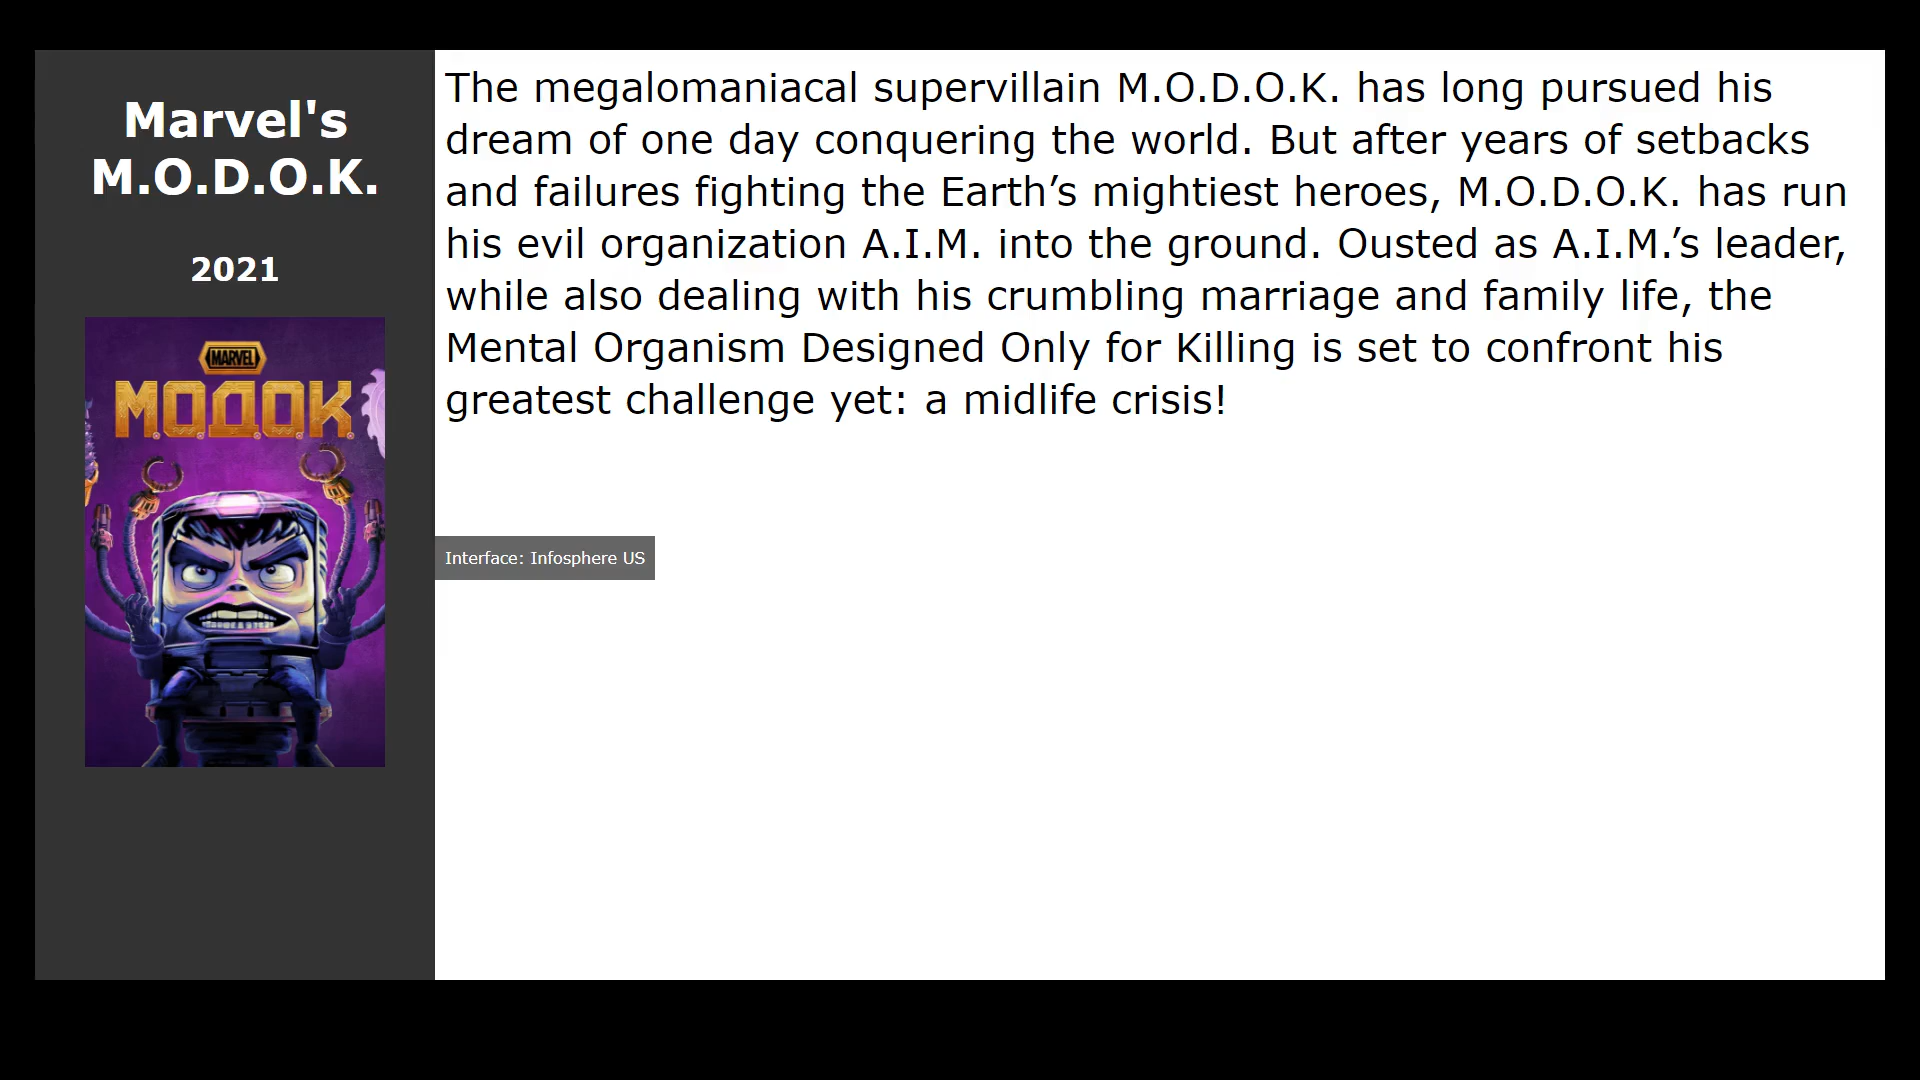 Marvel's
M.O.D.O.K.
2021
MARVEL
M.O.D.O.K.
The megalomaniacal supervillain M.O.D.O.K. has long pursued his
dream of one day conquering the world. But after years of setbacks
and failures fighting the Earth’s mightiest heroes, M.O.D.O.K. has run
his evil organization A.I.M. into the ground. Ousted as A.I.M.’s leader,
while also dealing with his crumbling marriage and family life, the
Mental Organism Designed Only for Killing is set to confront his
greatest challenge yet: a midlife crisis!
Interface: Infosphere US